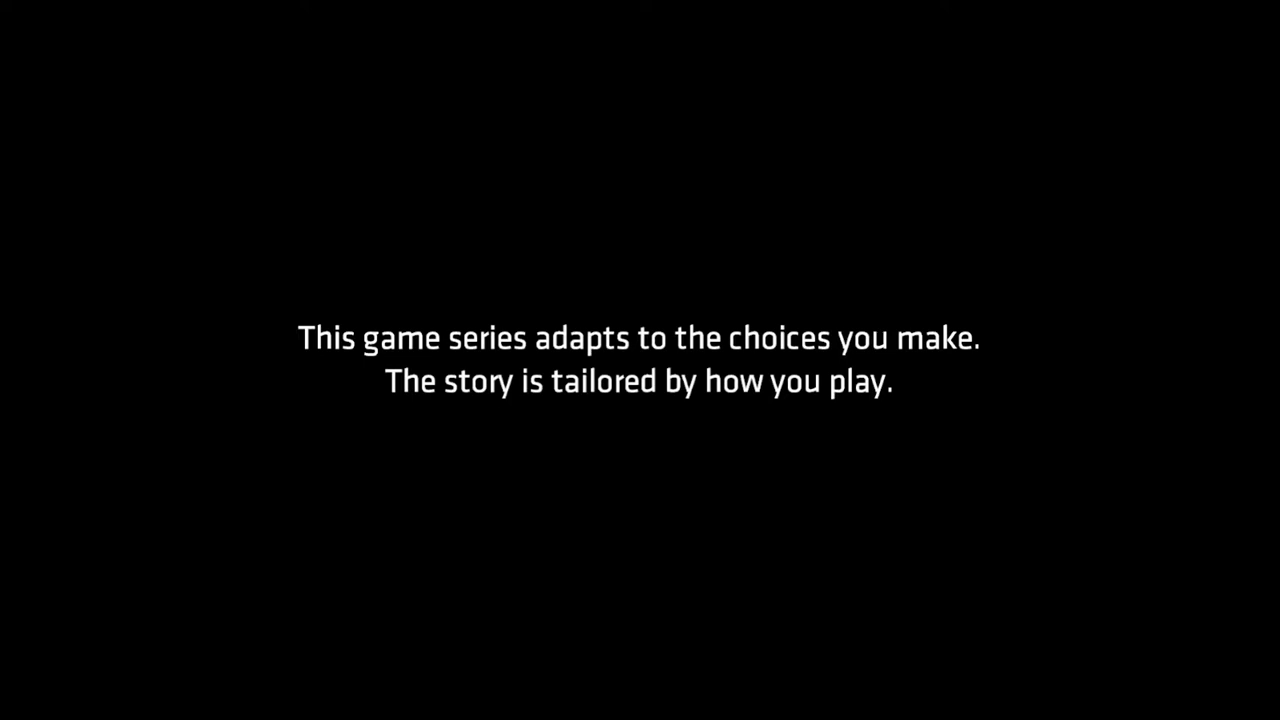 This game series adapts to the choices you make.
The story is tailored by how you play.